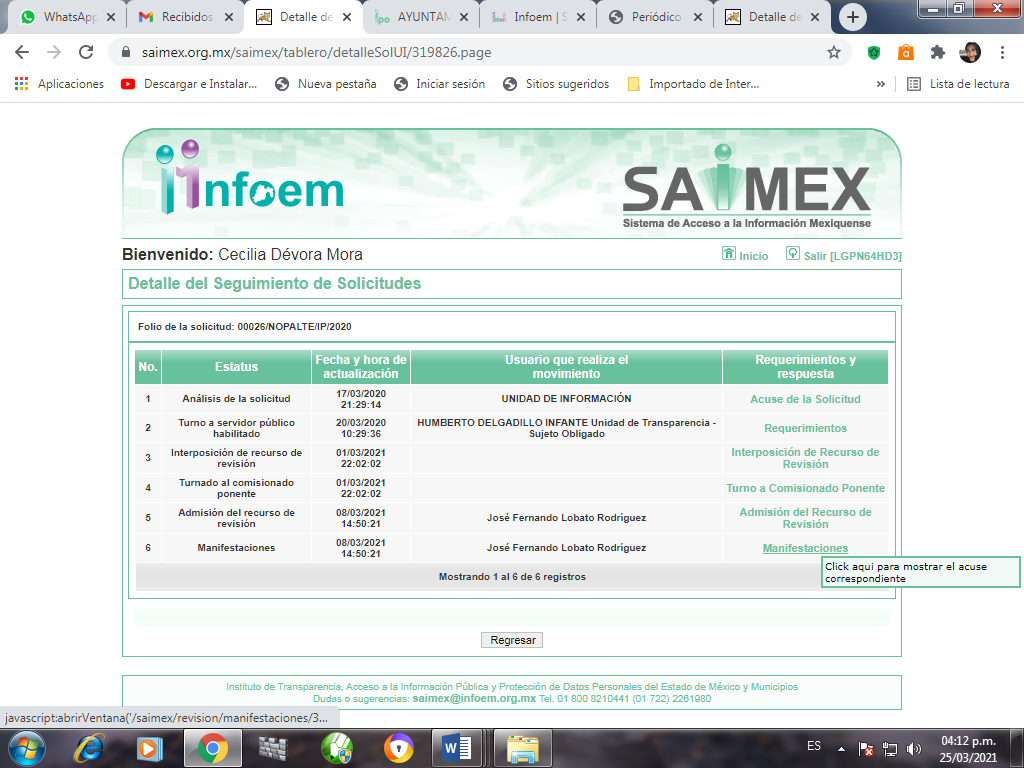 WhatsApp
Recibidos
Detalle de
AYUNTAM
Infoem | S
Periódico
Detalle de
saimex.org.mx/saimex/tablero/detalleSolUI/319826.page
Aplicaciones
Descargar e Instalar...
Nueva pestaña
Iniciar sesión
Sitios sugeridos
Importado de Inter...
»
Lista de lectura
infoem
SAIMEX
Sistema de Acceso a la Información Mexiquense
Bienvenido: Cecilia Dévora Mora
Inicio
Salir [LGPN64HD3]
Detalle del Seguimiento de Solicitudes
Folio de la solicitud: 00026/NOPALTE/IP/2020
No. Estatus Fecha y hora de actualización Usuario que realiza el movimiento Requerimientos y respuesta
1 Análisis de la solicitud 17/03/2020 21:29:14 UNIDAD DE INFORMACIÓN Acuse de la Solicitud
2 Turno a servidor público habilitado 20/03/2020 10:29:36 HUMBERTO DELGADILLO INFANTE Unidad de Transparencia - Sujeto Obligado Requerimientos
3 Interposición de recurso de revisión 01/03/2021 22:02:02 Interposición de Recurso de Revisión
4 Turnado al comisionado ponente 01/03/2021 22:02:02 Turno a Comisionado Ponente
5 Admisión del recurso de revisión 08/03/2021 14:50:21 José Fernando Lobato Rodríguez Admisión del Recurso de Revisión
6 Manifestaciones 08/03/2021 14:50:21 José Fernando Lobato Rodríguez Manifestaciones
Click aqui para mostrar el acuse
correspondiente
Mostrando 1 al 6 de 6 registros
Regresar
Instituto de Transparencia, Acceso a la Información Pública y Protección de Datos Personales del Estado de México y Municipios
Dudas o sugerencias: saimex@infoem.org.mx Tel. 01 800 8210441 (01 722) 2261980
javascript:abrirVentana('/saimex/revision/manifestaciones/3...
ES
04:12 p.m.
25/03/2021